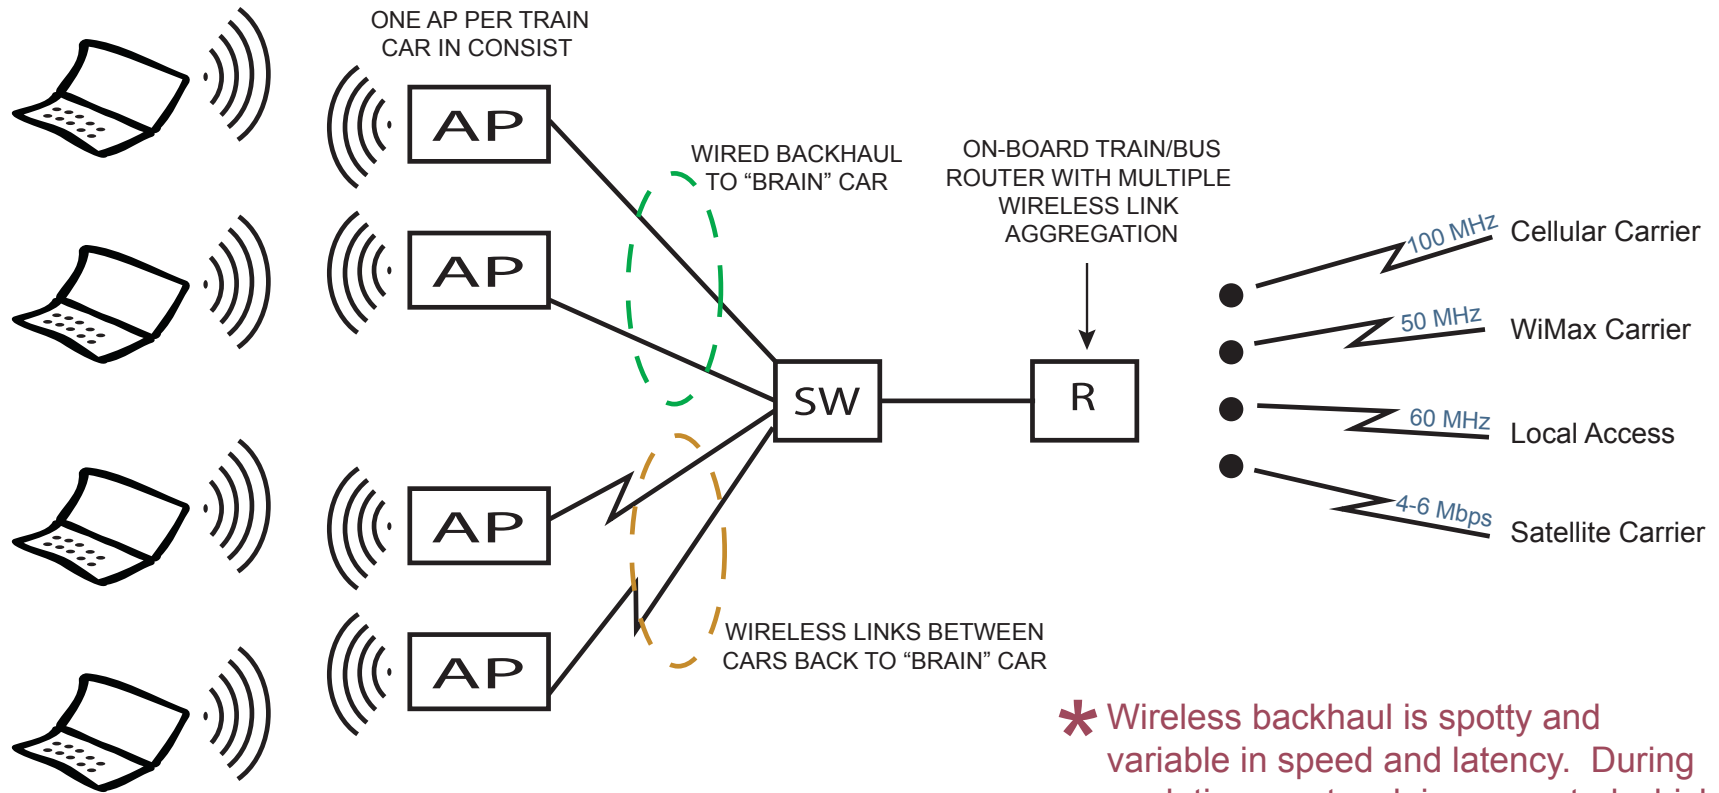 ONE AP PER TRAIN
CAR IN CONSIST
AP
AP
AP
AP
WIRED BACKHAUL
TO “BRAIN” CAR
WIRELESS LINKS BETWEEN
CARS BACK TO “BRAIN” CAR
SW
ON-BOARD TRAIN/BUS
ROUTER WITH MULTIPLE
WIRELESS LINK
AGGREGATION
R
100 MHz Cellular Carrier
50 MHz WiMax Carrier
60 MHz Local Access
4-6 Mbps Satellite Carrier
* Wireless backhaul is spotty and
variable in speed and latency. During